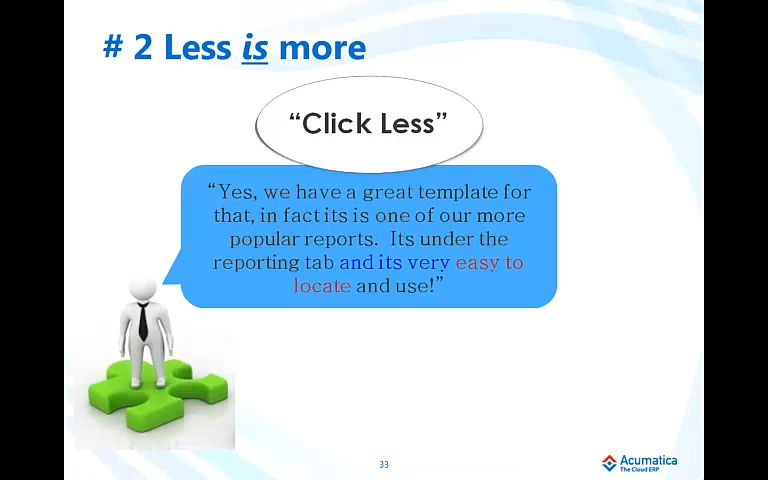 # 2 Less is more
“Click Less”
“Yes, we have a great template for
that, in fact its is one of our more
popular reports. Its under the
reporting tab and its very easy to
locate and use!”
33
Acumatica
The Cloud ERP